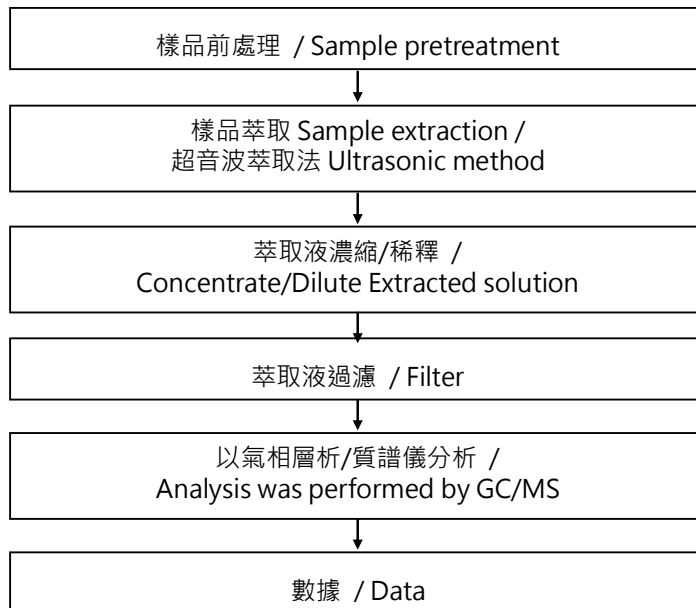 樣品前處理 / Sample pretreatment
樣品萃取 Sample extraction /
超音波萃取法 Ultrasonic method
萃取液濃縮/稀釋 /
Concentrate/Dilute Extracted solution
萃取液過濾 / Filter
以氣相層析/質譜儀分析 /
Analysis was performed by GC/MS
數據 / Data